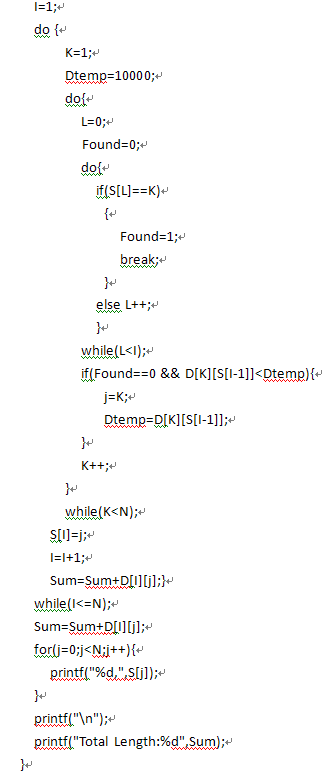 I=1;↵
do {↵
K=1;↵
Dtemp=10000;↵
do{↵
L=0;↵
Found=0;↵
do{↵
if(S[L]==K)↵
{↵
Found=1;↵
break;↵
}↵
else L++;↵
}↵
while(L<I);↵
if(Found==0 && D[K][S[I-1]]<Dtemp){↵
j=K;↵
Dtemp=D[K][S[I-1]];↵
}↵
K++;↵
}↵
while(K<N);↵
S[I]=j;↵
I=I+1;↵
Sum=Sum+D[I][j];}↵
while(I<=N);↵
Sum=Sum+D[I][j];↵
for(j=0;j<N;j++){↵
printf("%d,",S[j]);↵
}↵
printf("\n");↵
printf("Total Length:%d",Sum);↵
}↵